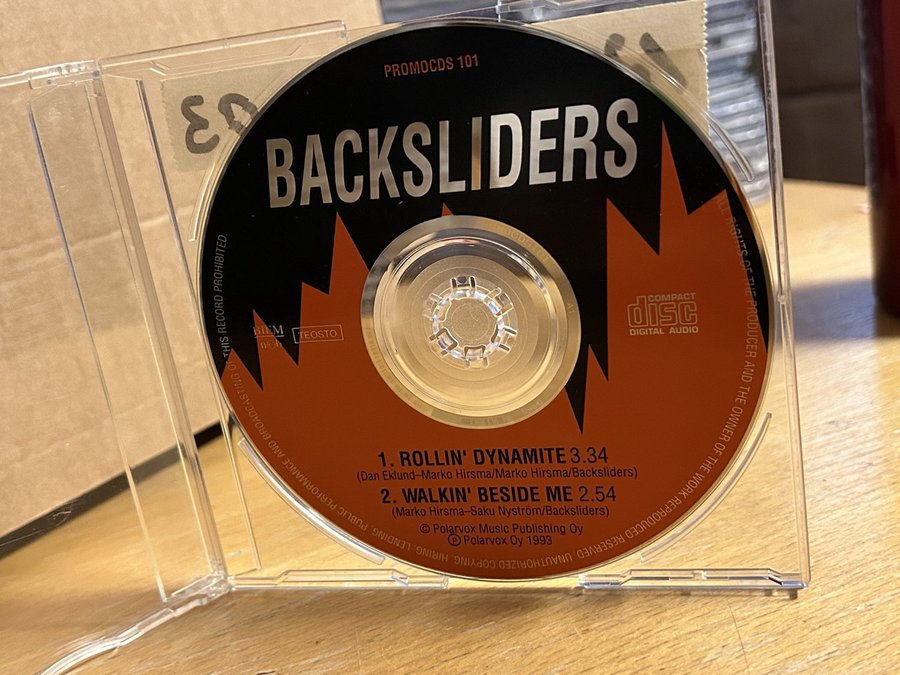 PROMOCDS 101
BACKSLIDERS
BIEM
TEOSTO
COMPACT
disc
DIGITAL AUDIO
1. ROLLIN' DYNAMITE 3.34
(Dan Eklund–Marko Hirsma/Marko Hirsma/Backsliders)
2. WALKIN' BESIDE ME 2.54
(Marko Hirsma–Saku Nyström/Backsliders)
© Polarvox Music Publishing Oy
℗ Polarvox Oy 1993
ALL RIGHTS OF THE PRODUCER AND THE OWNER OF THE WORK REPRODUCED RESERVED. UNAUTHORIZED COPYING, HIRING, LENDING, PUBLIC PERFORMANCE AND BROADCASTING OF THIS RECORD PROHIBITED.